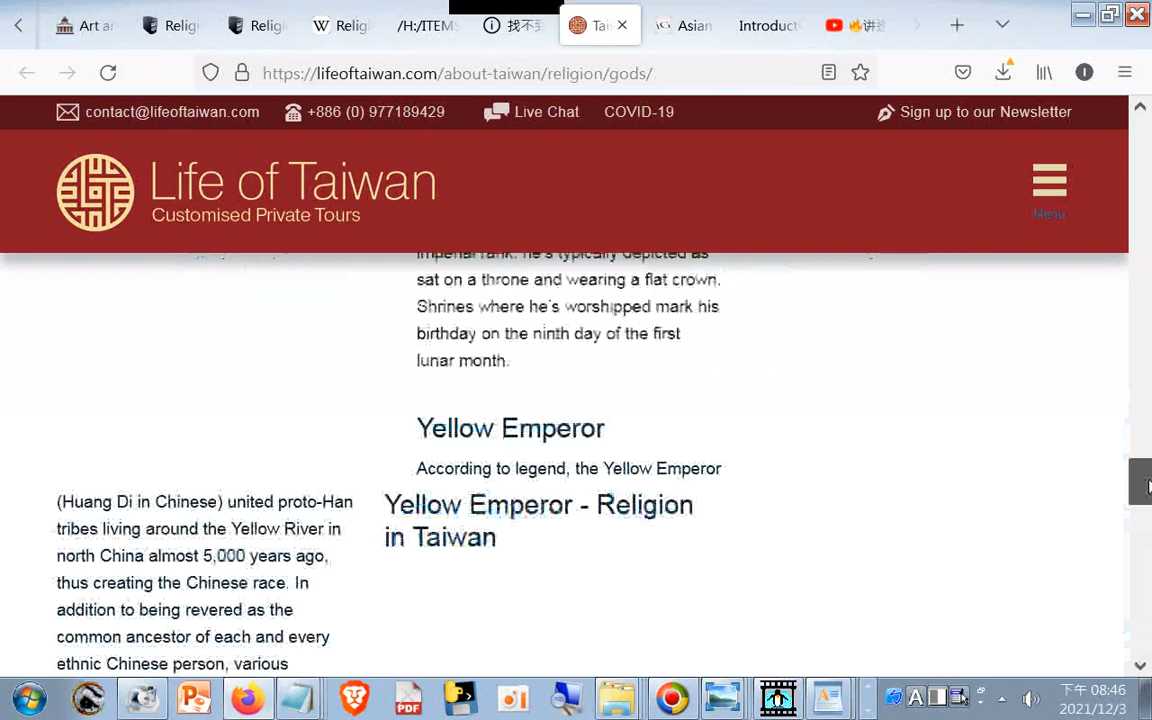 Art ar
Religi
Religi
Religi
/H:/ITEMS
找不到
Tai
Asian
Introduct
🔥讲
https://lifeoftaiwan.com/about-taiwan/religion/gods/
contact@lifeoftaiwan.com
+886 (0) 977189429
Live Chat
COVID-19
Sign up to our Newsletter
Life of Taiwan
Customised Private Tours
Menu
imperial rank. he's typically depicted as
sat on a throne and wearing a flat crown.
Shrines where he's worshipped mark his
birthday on the ninth day of the first
lunar month.
Yellow Emperor
According to legend, the Yellow Emperor
(Huang Di in Chinese) united proto-Han
tribes living around the Yellow River in
north China almost 5,000 years ago,
thus creating the Chinese race. In
addition to being revered as the
common ancestor of each and every
ethnic Chinese person, various
Yellow Emperor - Religion
in Taiwan
下午 08:46
2021/12/3